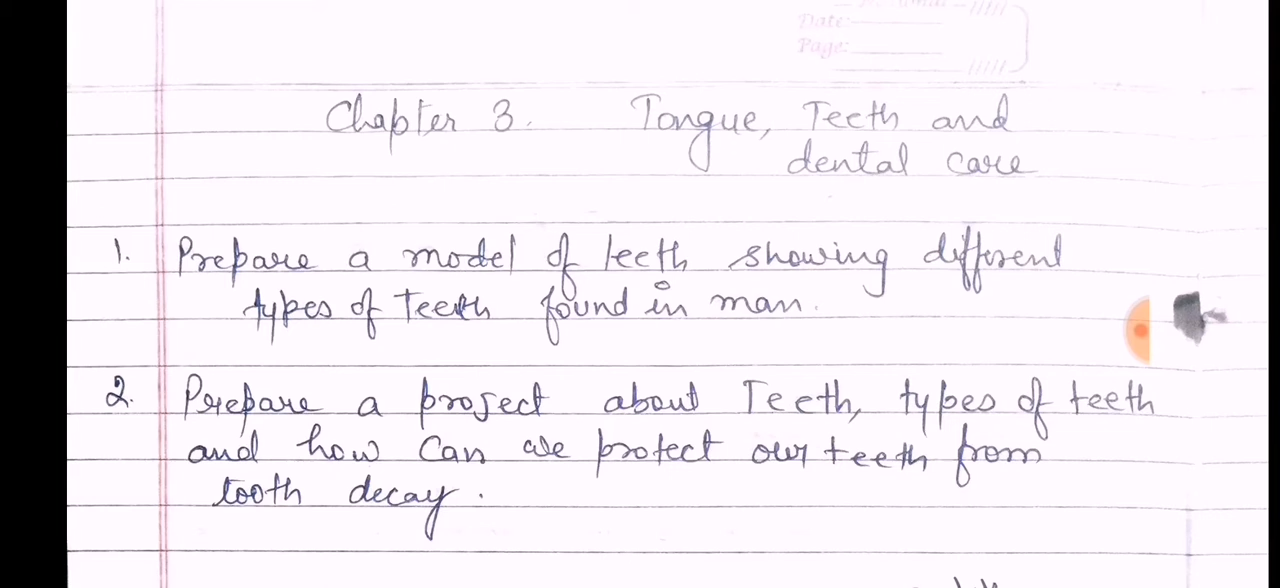 Date:
Page:
Chapter 3. Tongue, Teeth and
dental care
1. Prepare a model of teeth showing different
types of Teeth found in man.
2. Prepare a project about Teeth, types of teeth
and how can we protect our teeth from
tooth decay.